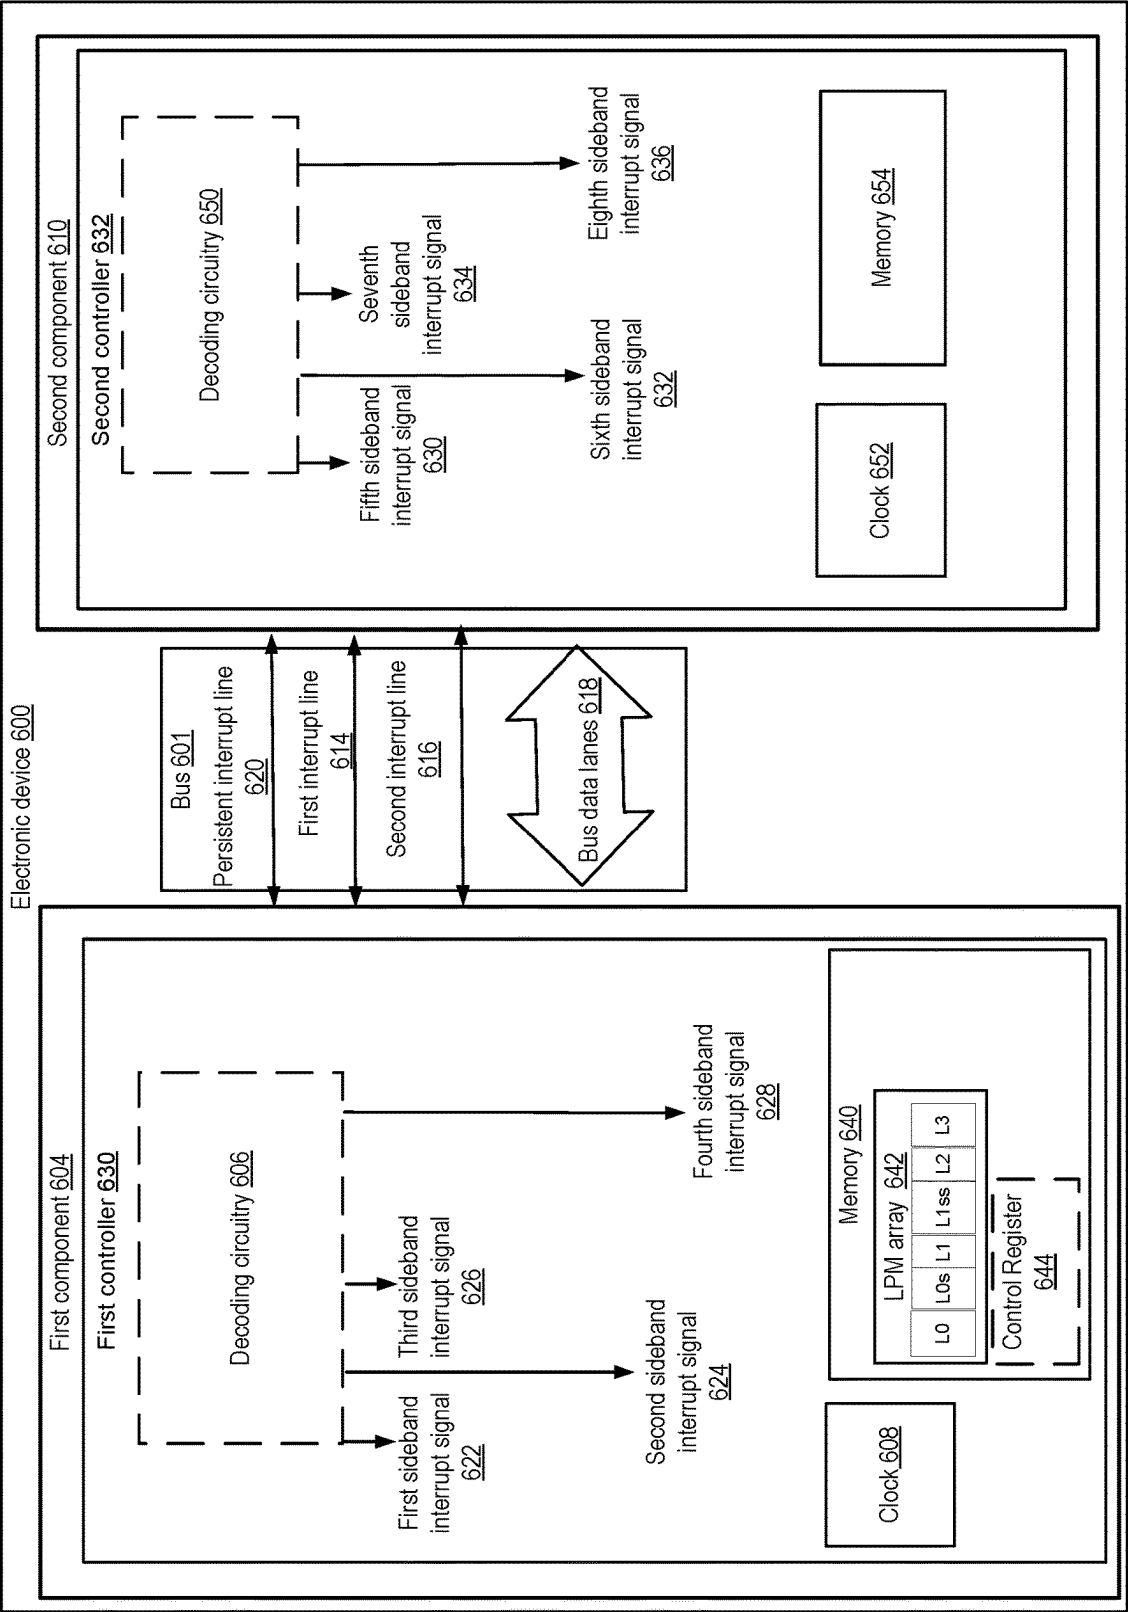 Electronic device 600
First component 604
First controller 630
Decoding circuitry 606
First sideband
interrupt signal
622
Second sideband
interrupt signal
624
Third sideband
interrupt signal
626
Fourth sideband
interrupt signal
628
Clock 608
Memory 640
LPM array 642
L0 L0s L1 L1ss L2 L3
Control Register
644
Bus 601
Persistent interrupt line
620
First interrupt line
614
Second interrupt line
616
Bus data lanes 618
Second component 610
Second controller 632
Decoding circuitry 650
Fifth sideband
interrupt signal
630
Sixth sideband
interrupt signal
632
Seventh
sideband
interrupt signal
634
Eighth sideband
interrupt signal
636
Clock 652
Memory 654